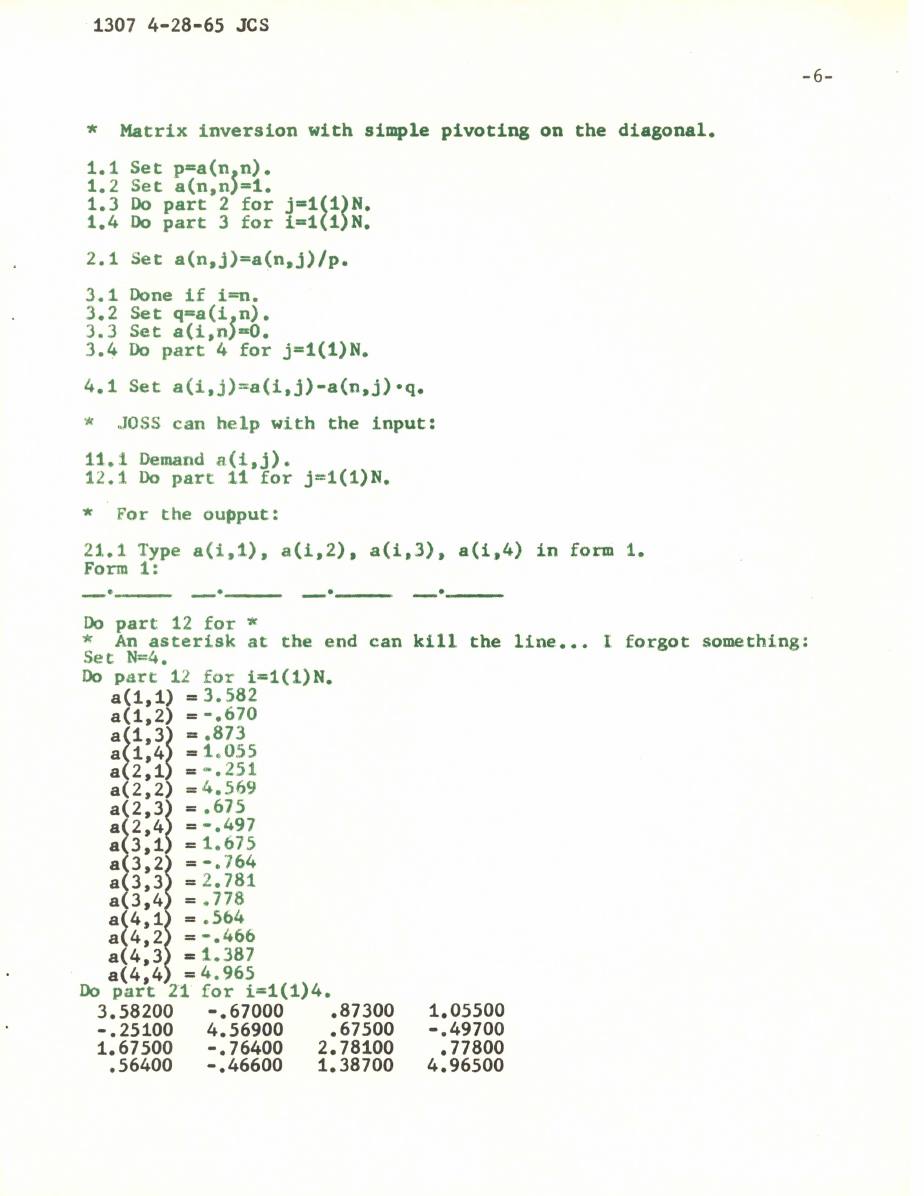 1307 4-28-65 JCS
-6-
* Matrix inversion with simple pivoting on the diagonal.
1.1 Set p=a(n,n).
1.2 Set a(n,n)=1.
1.3 Do part 2 for j=1(1)N.
1.4 Do part 3 for i=1(1)N.
2.1 Set a(n,j)=a(n,j)/p.
3.1 Done if i=n.
3.2 Set q=a(i,n).
3.3 Set a(i,n)=0.
3.4 Do part 4 for j=1(1)N.
4.1 Set a(i,j)=a(i,j)-a(n,j)·q.
* JOSS can help with the input:
11.1 Demand a(i,j).
12.1 Do part 11 for j=1(1)N.
* For the oupput:
21.1 Type a(i,1), a(i,2), a(i,3), a(i,4) in form 1.
Form 1:
__._____ __._____ __._____ __._____
Do part 12 for *
* An asterisk at the end can kill the line... I forgot something:
Set N=4.
Do part 12 for i=1(1)N.
a(1,1) =3.582
a(1,2) =-.670
a(1,3) =.873
a(1,4) =1.055
a(2,1) =-.251
a(2,2) =4.569
a(2,3) =.675
a(2,4) =-.497
a(3,1) =1.675
a(3,2) =-.764
a(3,3) =2.781
a(3,4) =.778
a(4,1) =.564
a(4,2) =-.466
a(4,3) =1.387
a(4,4) =4.965
Do part 21 for i=1(1)4.
3.58200 -.67000 .87300 1.05500
-.25100 4.56900 .67500 -.49700
1.67500 -.76400 2.78100 .77800
.56400 -.46600 1.38700 4.96500